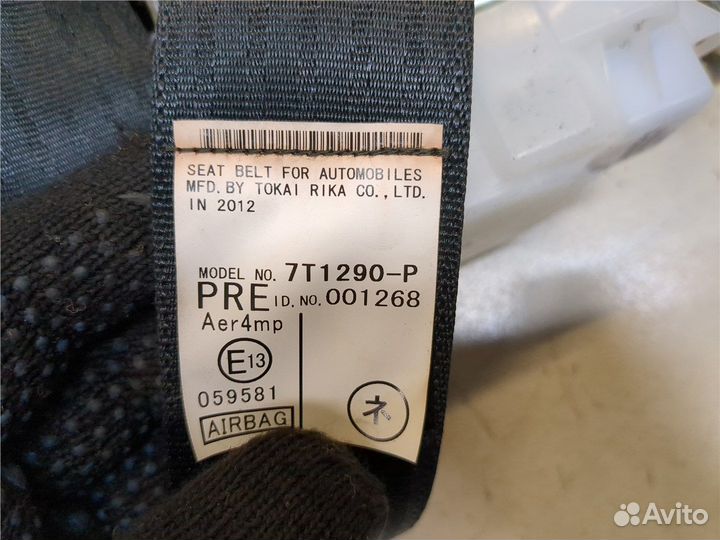 SEAT BELT FOR AUTOMOBILES
MFD. BY TOKAI RIKA CO., LTD.
IN 2012
MODEL NO. 7T1290-P
PRE I D. NO. 001268
Aer4mp
E13
059581
AIRBAG
ネ
Avito